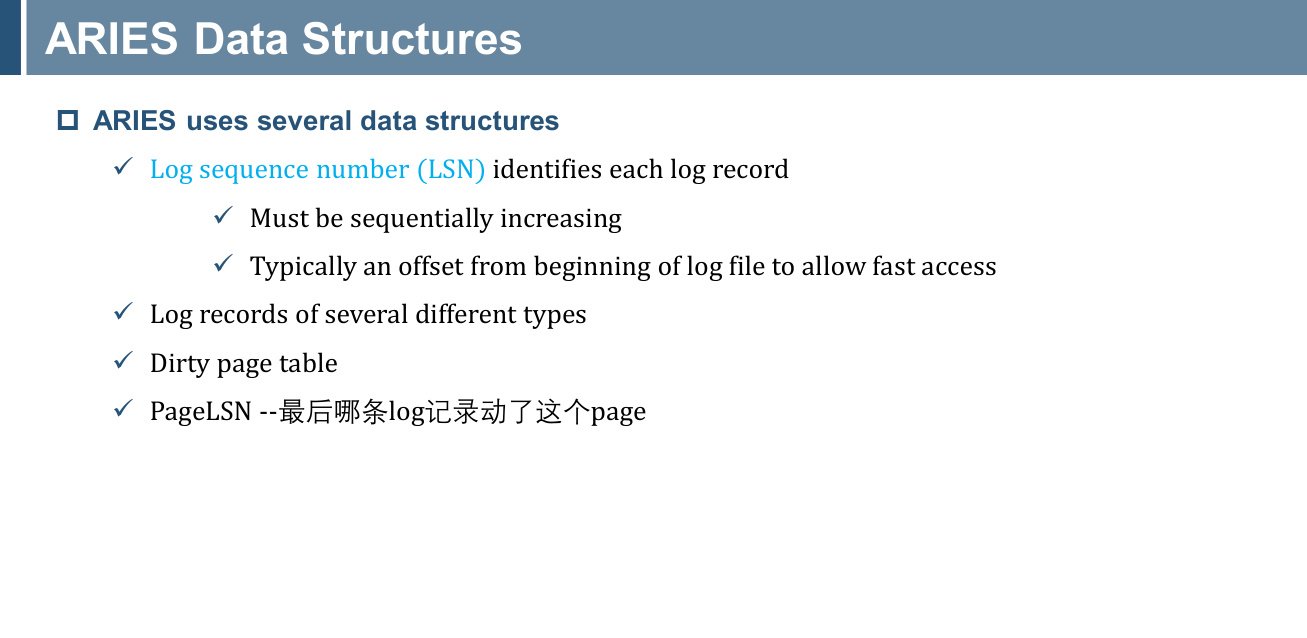 ARIES Data Structures
ARIES uses several data structures
Log sequence number (LSN) identifies each log record
Must be sequentially increasing
Typically an offset from beginning of log file to allow fast access
Log records of several different types
Dirty page table
PageLSN --最后哪条log记录动了这个page